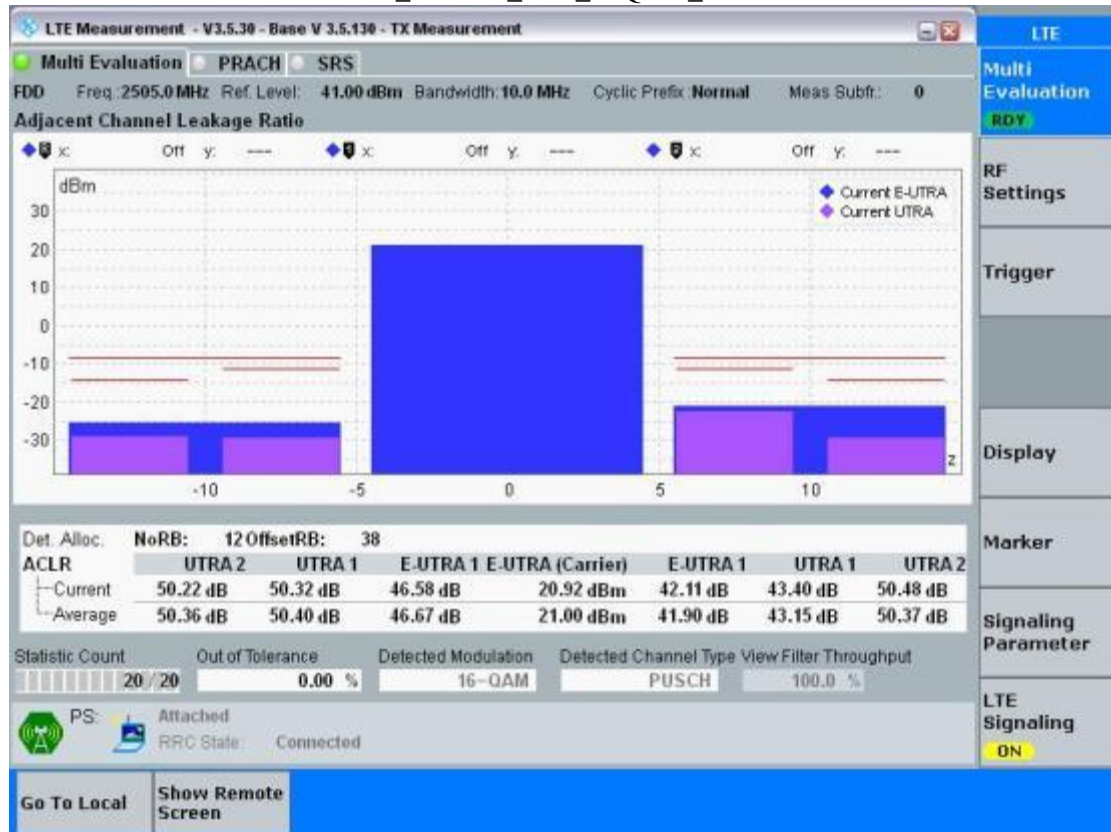 LTE Measurement - V3.5.30 - Base V 3.5.130 - TX Measurement
LTE
Multi Evaluation PRACH SRS
Multi Evaluation
RDY
FDD Freq.:2505.0 MHz Ref. Level: 41.00 dBm Bandwidth:10.0 MHz Cyclic Prefix :Normal Meas Subfr.: 0
Adjacent Channel Leakage Ratio
x: Off y: --- x: Off y: --- x: Off y: ---
dBm
Current E-UTRA
Current UTRA
30
20
10
0
-10
-20
-30
z
-10 -5 0 5 10
RF Settings
Trigger
Display
Marker
Signaling Parameter
LTE Signaling
ON
Det. Alloc. NoRB: 12 OffsetRB: 38
ACLR UTRA 2 UTRA 1 E-UTRA 1 E-UTRA (Carrier) E-UTRA 1 UTRA 1 UTRA 2
Current 50.22 dB 50.32 dB 46.58 dB 20.92 dBm 42.11 dB 43.40 dB 50.48 dB
Average 50.36 dB 50.40 dB 46.67 dB 21.00 dBm 41.90 dB 43.15 dB 50.37 dB
Statistic Count Out of Tolerance Detected Modulation Detected Channel Type View Filter Throughput
20 / 20 0.00 % 16-QAM PUSCH 100.0 %
PS: Attached
RRC State: Connected
Go To Local Show Remote Screen